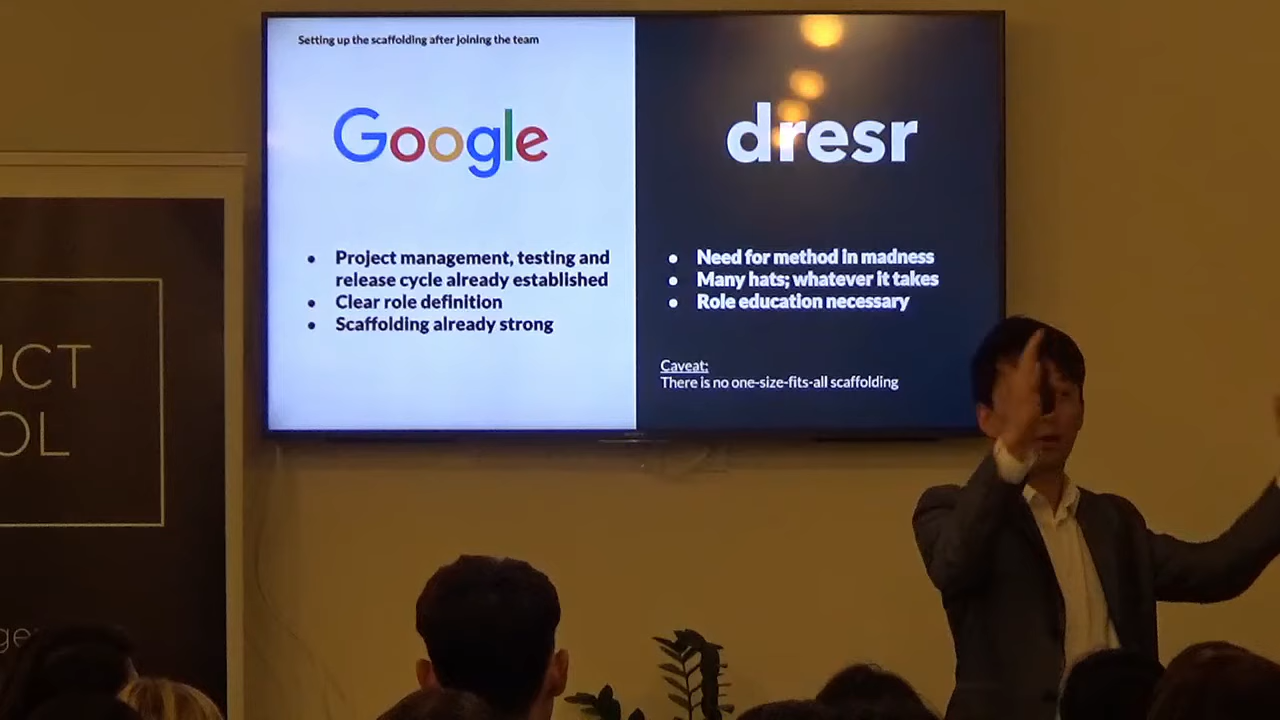 Setting up the scaffolding after joining the team
Google
• Project management, testing and
release cycle already established
• Clear role definition
• Scaffolding already strong
dresr
• Need for method in madness
• Many hats; whatever it takes
• Role education necessary
Caveat:
There is no one-size-fits-all scaffolding
UCT
OL